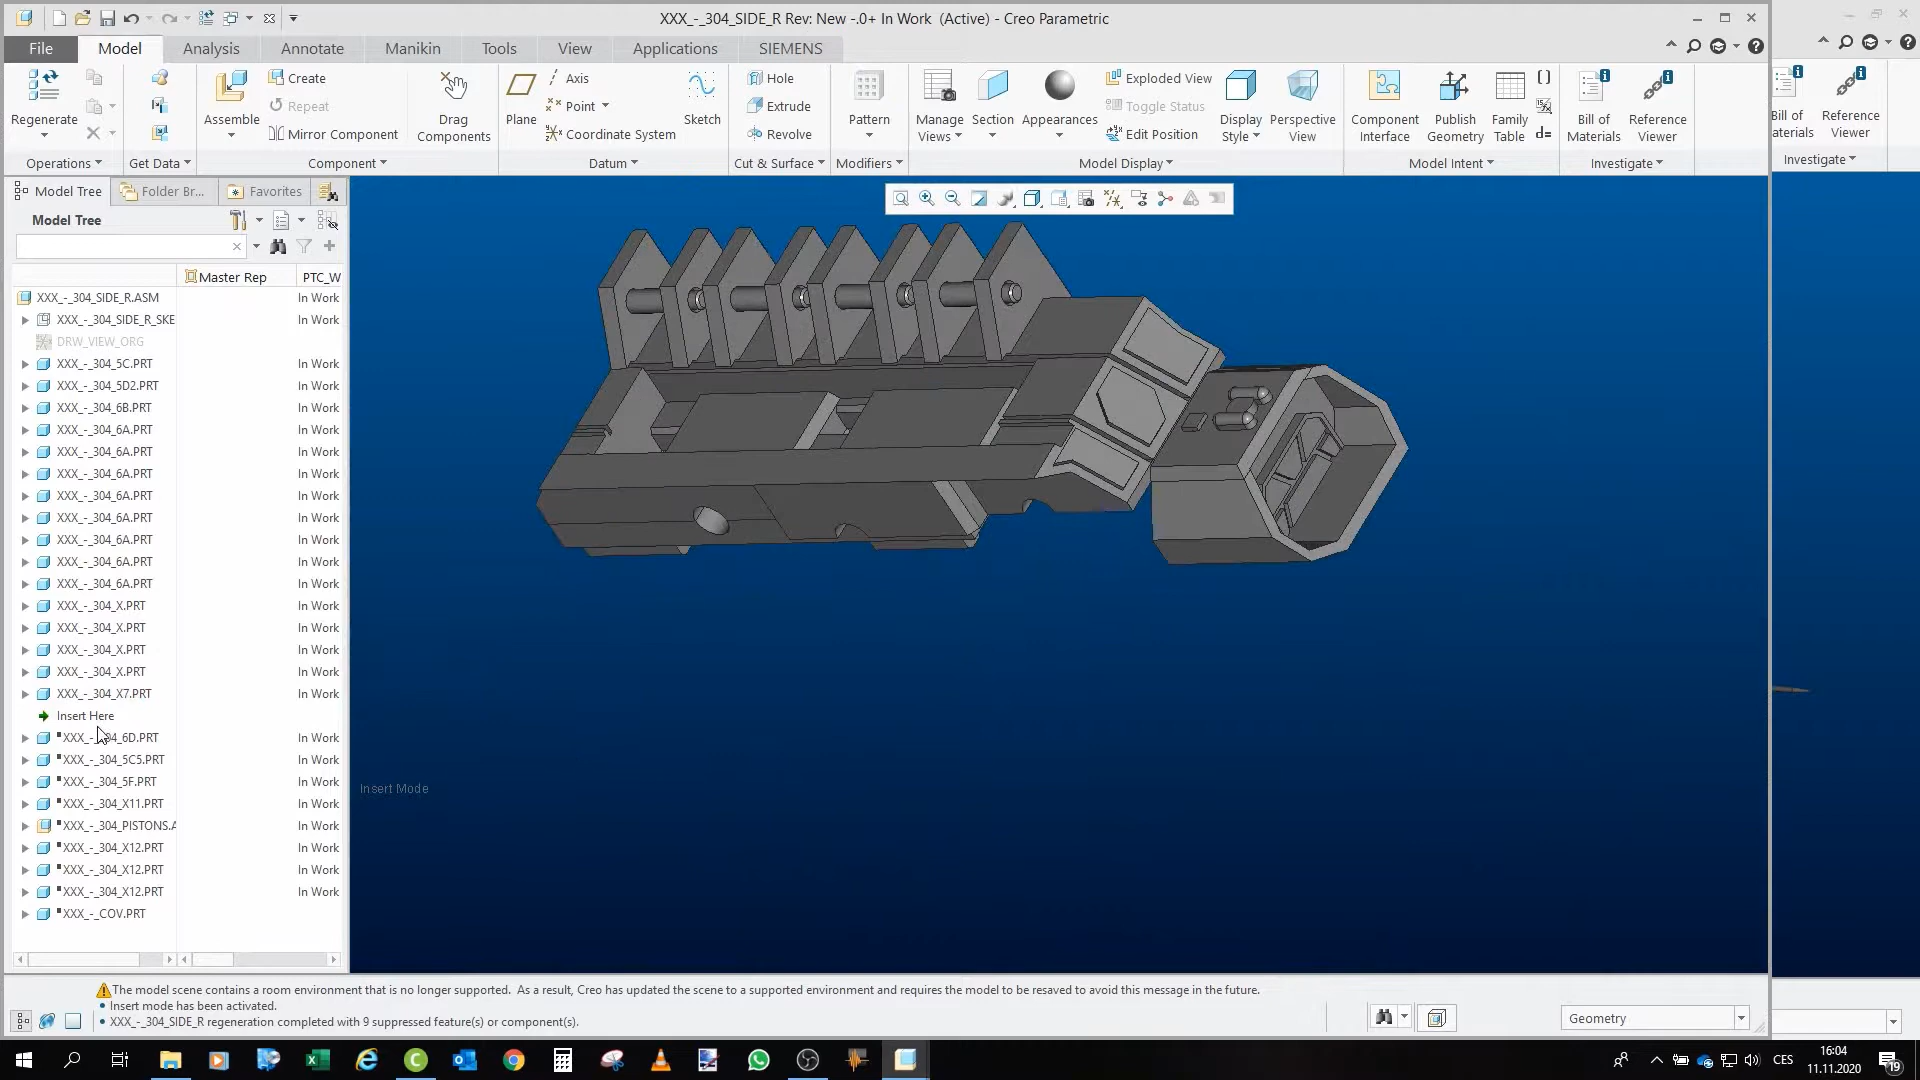 XXX_-_304_SIDE_R Rev: New -.0+ In Work (Active) - Creo Parametric
File Model Analysis Annotate Manikin Tools View Applications SIEMENS
Regenerate
Operations
Get Data
Assemble
Create
Repeat
Mirror Component
Drag
Components
Component
Plane
Axis
Point
Coordinate System
Sketch
Datum
Hole
Extrude
Revolve
Cut & Surface
Pattern
Modifiers
Manage
Views
Section
Appearances
Exploded View
Toggle Status
Edit Position
Display
Style
Perspective
View
Model Display
Component
Interface
Publish
Geometry
Family
Table
d=
Model Intent
Bill of
Materials
Reference
Viewer
Investigate
Bill of
aterials
Reference
Viewer
Investigate
Model Tree
Folder Br...
Favorites
Model Tree
Master Rep
PTC_W
XXX_-_304_SIDE_R.ASM In Work
XXX_-_304_SIDE_R_SKE In Work
DRW_VIEW_ORG
XXX_-_304_5C.PRT In Work
XXX_-_304_5D2.PRT In Work
XXX_-_304_6B.PRT In Work
XXX_-_304_6A.PRT In Work
XXX_-_304_6A.PRT In Work
XXX_-_304_6A.PRT In Work
XXX_-_304_6A.PRT In Work
XXX_-_304_6A.PRT In Work
XXX_-_304_6A.PRT In Work
XXX_-_304_6A.PRT In Work
XXX_-_304_6A.PRT In Work
XXX_-_304_X.PRT In Work
XXX_-_304_X.PRT In Work
XXX_-_304_X.PRT In Work
XXX_-_304_X.PRT In Work
XXX_-_304_X7.PRT In Work
Insert Here
XXX_-_304_6D.PRT In Work
XXX_-_304_5C5.PRT In Work
XXX_-_304_5F.PRT In Work
XXX_-_304_X11.PRT In Work
XXX_-_304_PISTONS.A In Work
XXX_-_304_X12.PRT In Work
XXX_-_304_X12.PRT In Work
XXX_-_304_X12.PRT In Work
XXX_-_COV.PRT
Insert Mode
The model scene contains a room environment that is no longer supported. As a result, Creo has updated the scene to a supported environment and requires the model to be resaved to avoid this message in the future.
• Insert mode has been activated.
• XXX_-_304_SIDE_R regeneration completed with 9 suppressed feature(s) or component(s).
Geometry
CES
16:04
11.11.2020
19